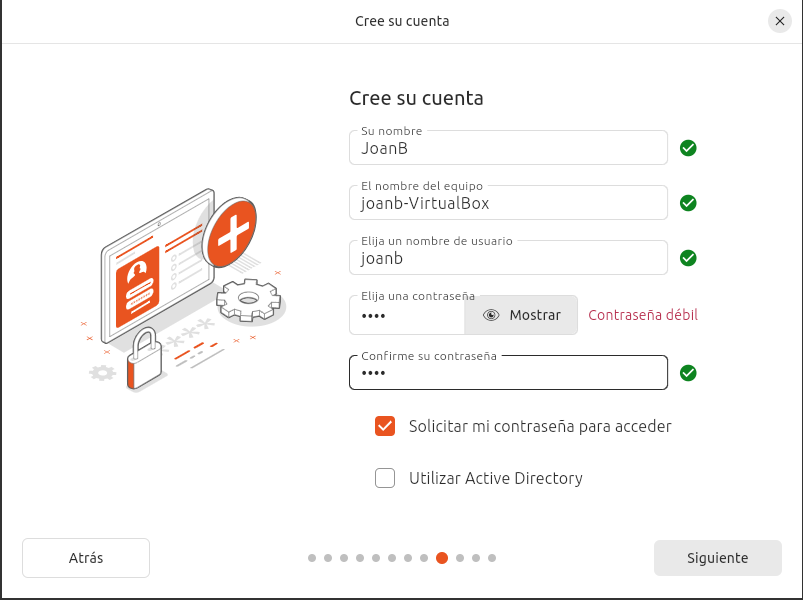 Cree su cuenta
Cree su cuenta
Su nombre
JoanB
El nombre del equipo
joanb-VirtualBox
Elija un nombre de usuario
joanb
Elija una contraseña
•••• Mostrar Contraseña débil
Confirme su contraseña
••••
Solicitar mi contraseña para acceder
Utilizar Active Directory
Atrás Siguiente